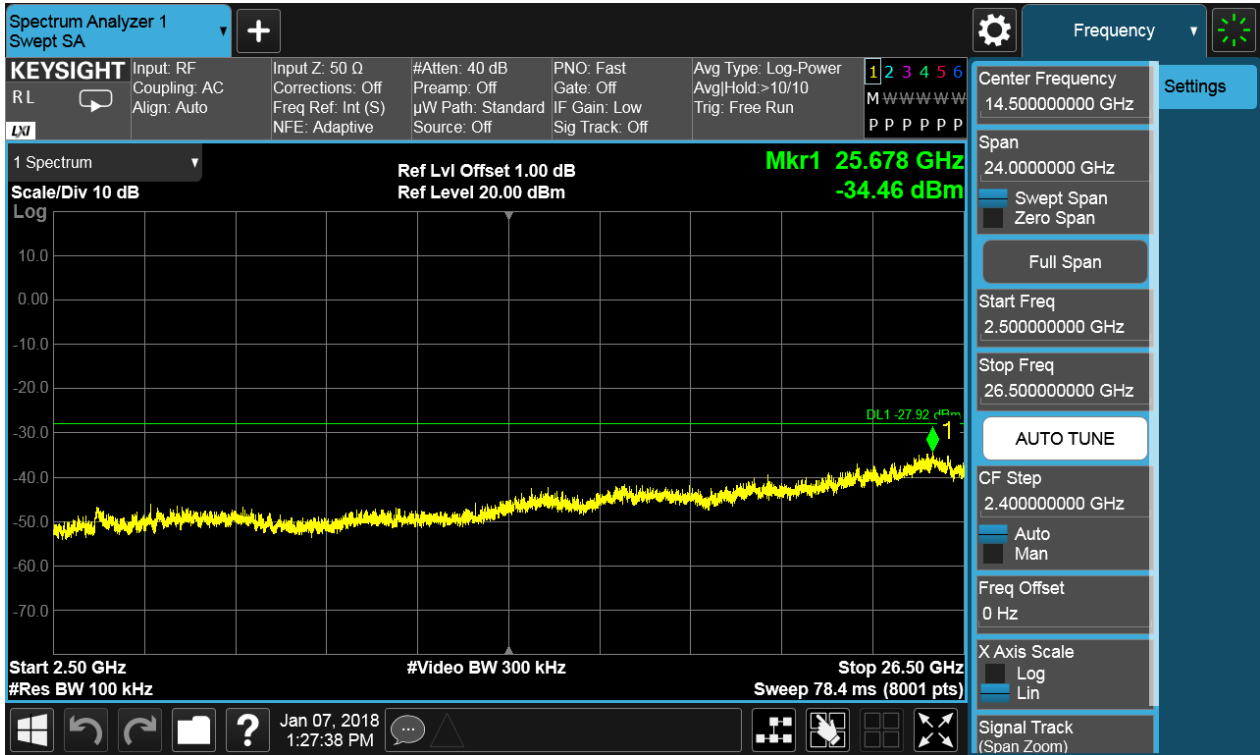 Spectrum Analyzer 1
Swept SA
Frequency
KEYSIGHT
RL
LXI
Input: RF
Coupling: AC
Align: Auto
Input Z: 50 Ω
Corrections: Off
Freq Ref: Int (S)
NFE: Adaptive
#Atten: 40 dB
Preamp: Off
µW Path: Standard
Source: Off
PNO: Fast
Gate: Off
IF Gain: Low
Sig Track: Off
Avg Type: Log-Power
Avg|Hold:>10/10
Trig: Free Run
1 2 3 4 5 6
M W W W W W
P P P P P P
1 Spectrum
Scale/Div 10 dB
Log
Ref Lvl Offset 1.00 dB
Ref Level 20.00 dBm
Mkr1 25.678 GHz
-34.46 dBm
10.0
0.00
-10.0
-20.0
-30.0
-40.0
-50.0
-60.0
-70.0
DL1 -27.92 dBm
1
Start 2.50 GHz
#Res BW 100 kHz
#Video BW 300 kHz
Stop 26.50 GHz
Sweep 78.4 ms (8001 pts)
Center Frequency
14.500000000 GHz
Span
24.0000000 GHz
Swept Span
Zero Span
Full Span
Start Freq
2.500000000 GHz
Stop Freq
26.500000000 GHz
AUTO TUNE
CF Step
2.400000000 GHz
Auto
Man
Freq Offset
0 Hz
X Axis Scale
Log
Lin
Signal Track
(Span Zoom)
Settings
?
Jan 07, 2018
1:27:38 PM